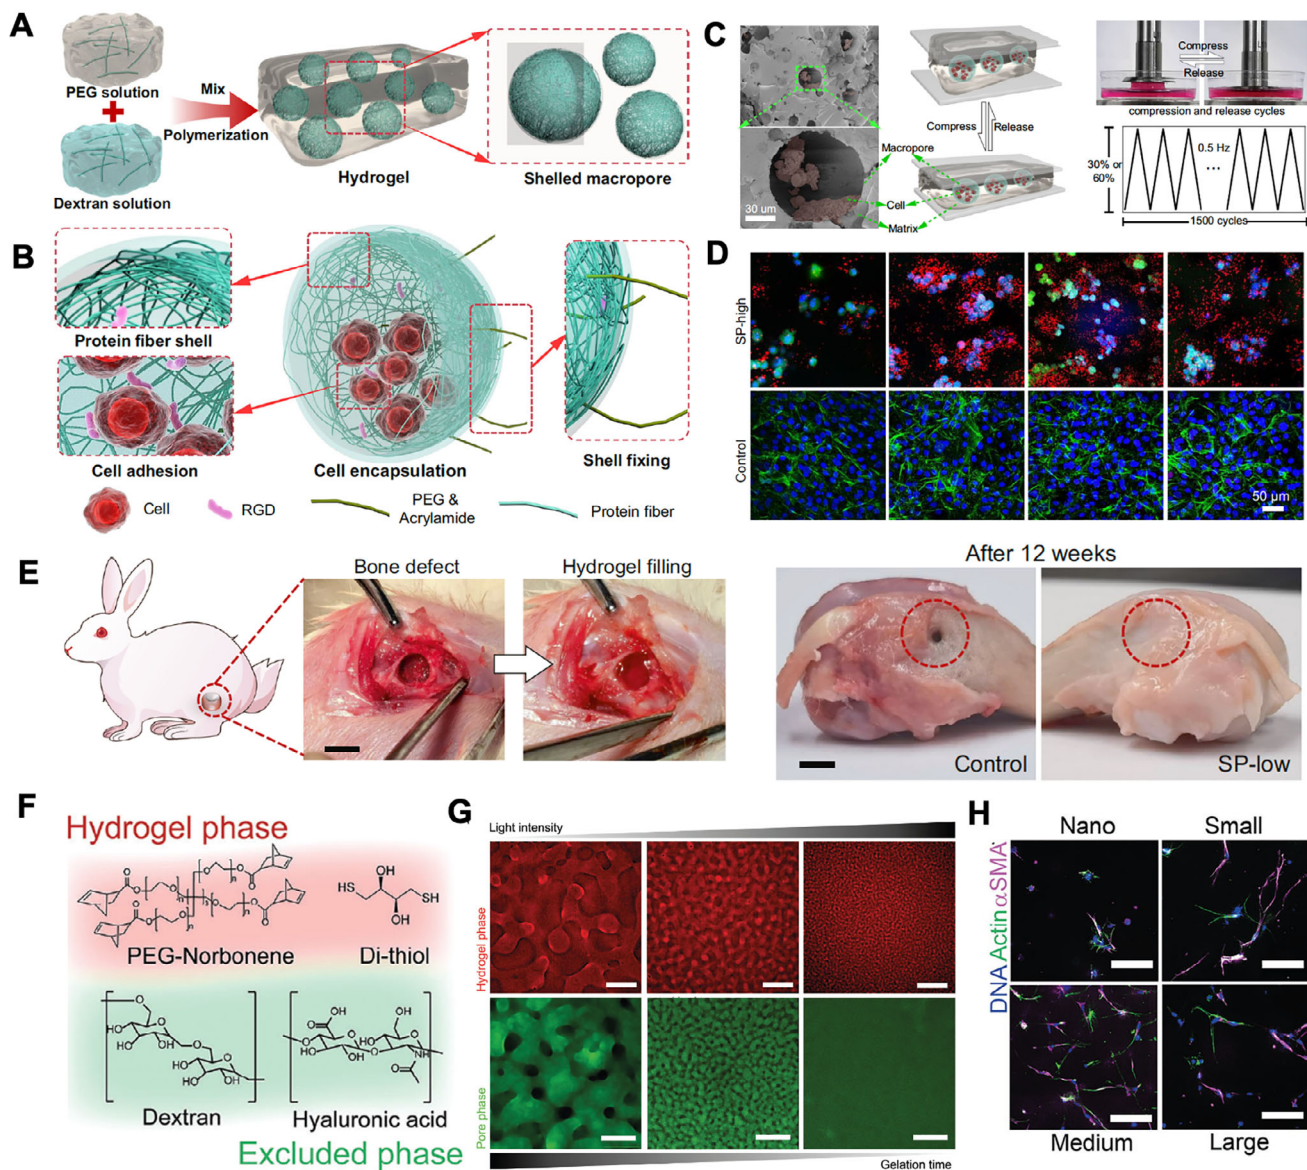 A
PEG solution
Dextran solution
Mix
Polymerization
Hydrogel
Shelled macropore
B
Protein fiber shell
Cell adhesion
Cell encapsulation
Shell fixing
Cell
RGD
PEG &
Acrylamide
Protein fiber
C
30 um
Compress
Release
Macropore
Cell
Matrix
Compress
Release
compression and release cycles
30% or
60%
0.5 Hz
...
1500 cycles
D
SP-high
Control
50 µm
E
Bone defect
Hydrogel filling
After 12 weeks
Control
SP-low
F
Hydrogel phase
O
O
O
O
n
SH
OH
OH
SH
PEG-Norbonene
Di-thiol
Dextran
Hyaluronic acid
Excluded phase
G
Light intensity
Hydrogel phase
Pore phase
Gelation time
H
Nano
Small
DNA Actin αSMA
Medium
Large